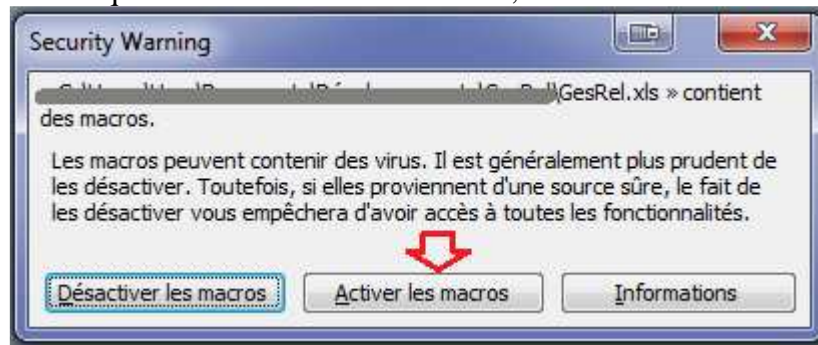 Security Warning
\GesRel.xls » contient
des macros.
Les macros peuvent contenir des virus. Il est généralement plus prudent de
les désactiver. Toutefois, si elles proviennent d'une source sûre, le fait de
les désactiver vous empêchera d'avoir accès à toutes les fonctionnalités.
Désactiver les macros
Activer les macros
Informations